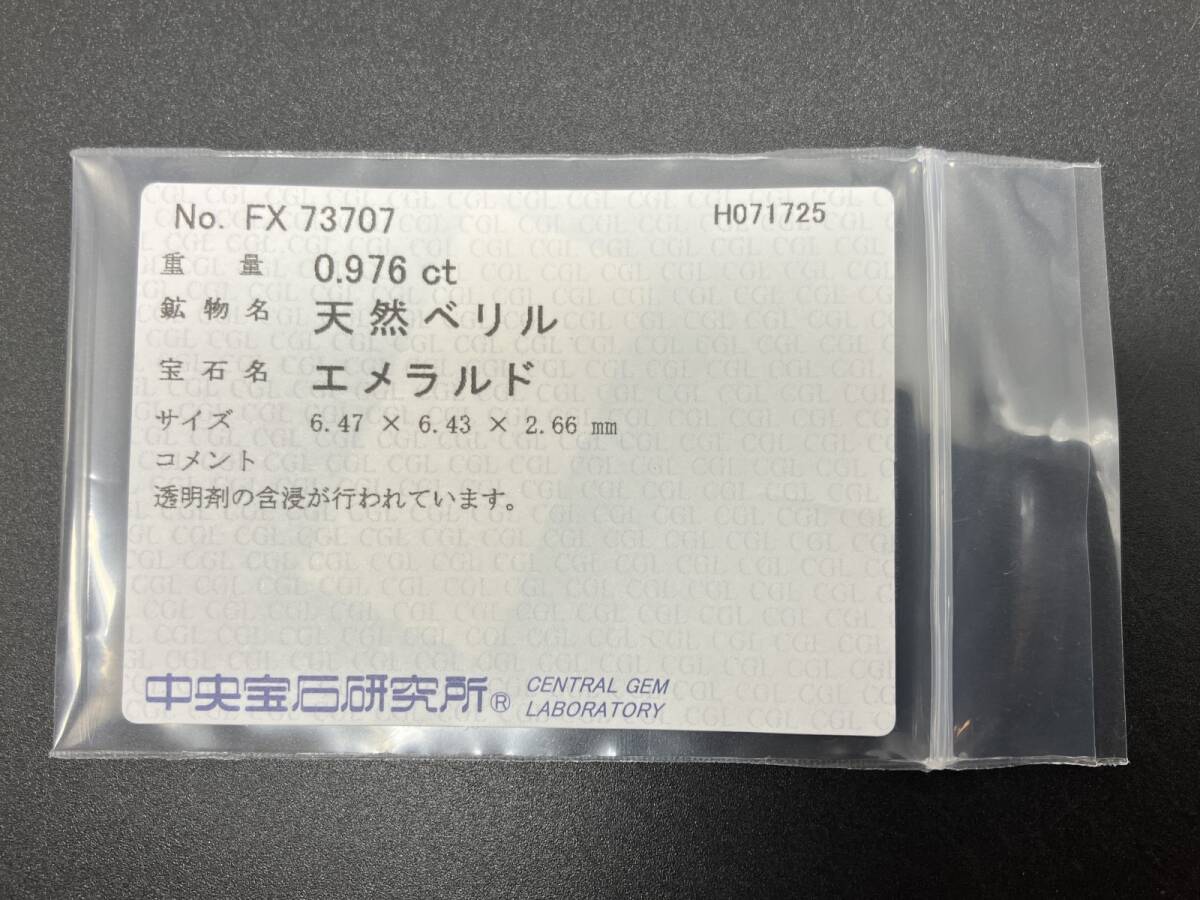 No. FX 73707 H071725
重量 0.976 ct
鉱物名 天然ベリル
宝石名 エメラルド
サイズ 6.47 × 6.43 × 2.66 mm
コメント
透明剤の含浸が行われています。
中央宝石研究所® CENTRAL GEM
LABORATORY